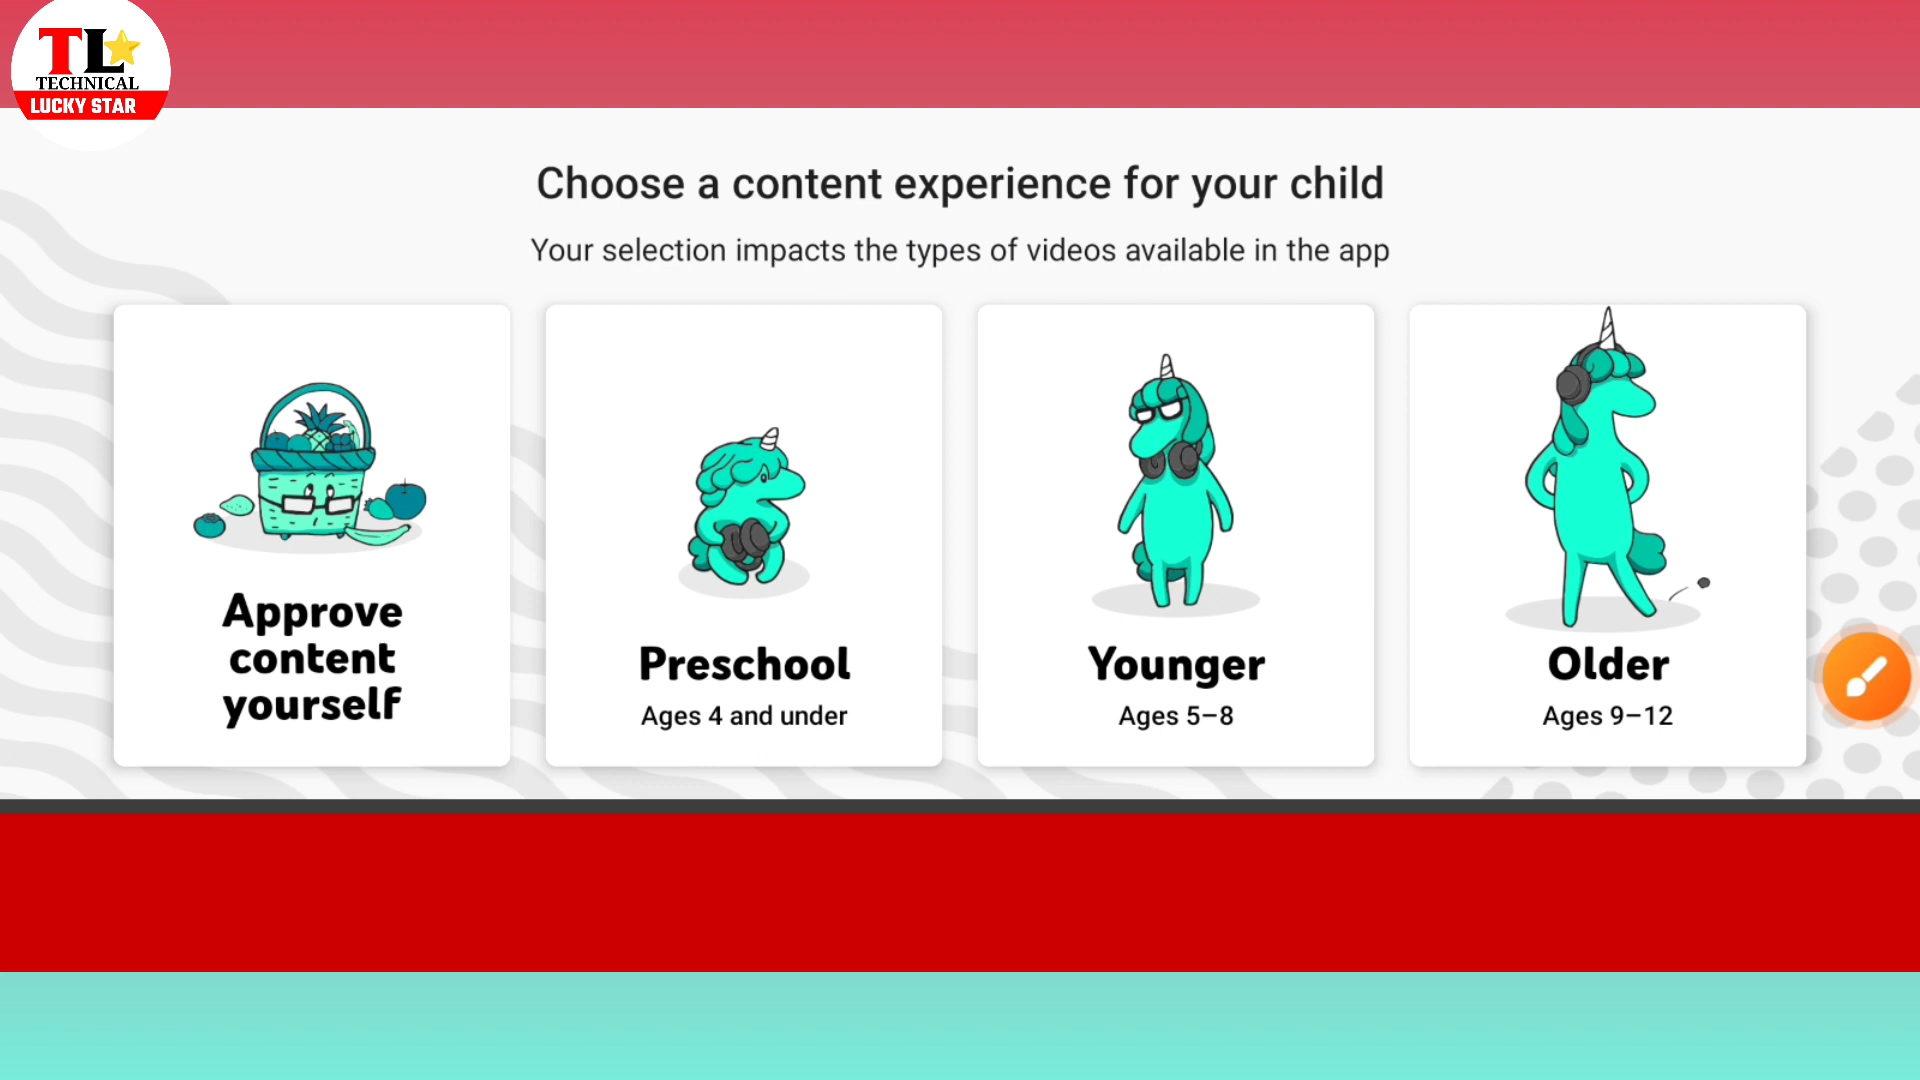 TL
TECHNICAL
LUCKY STAR
Choose a content experience for your child
Your selection impacts the types of videos available in the app
Approve
content
yourself
Preschool
Ages 4 and under
Younger
Ages 5–8
Older
Ages 9–12